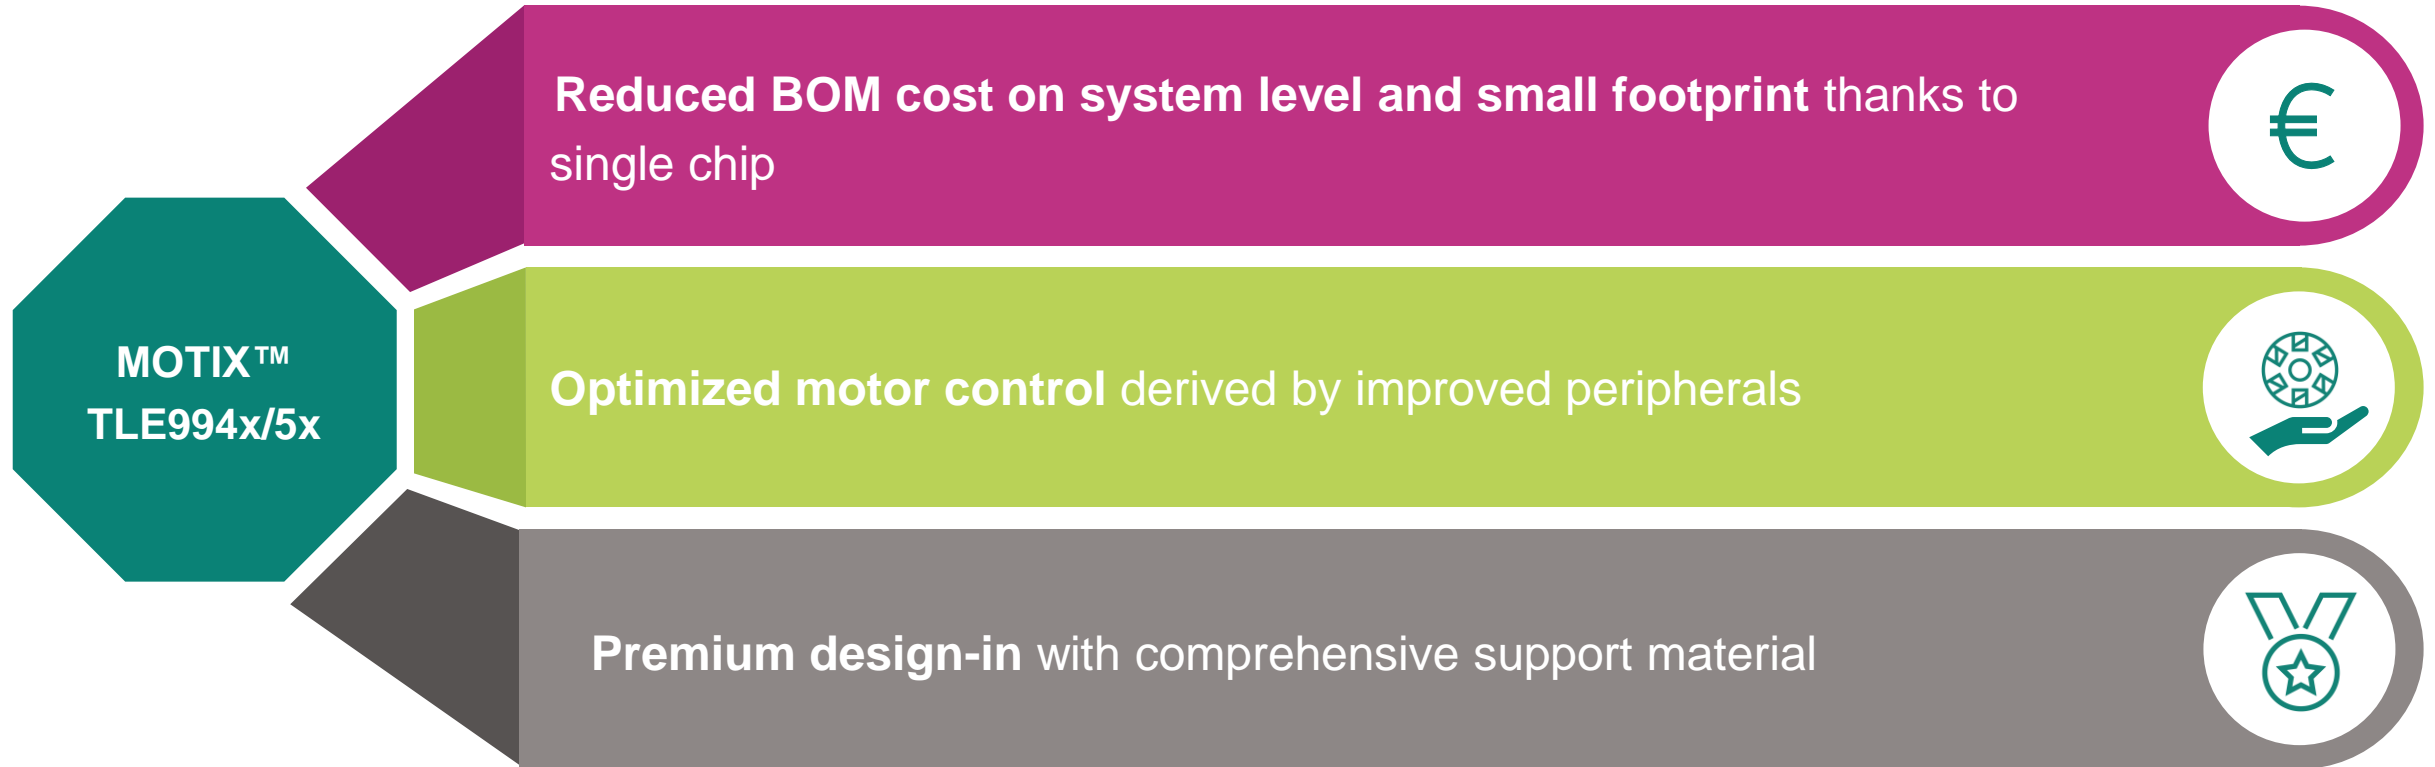 Reduced BOM cost on system level and small footprint thanks to
single chip
MOTIX™
TLE994x/5x
Optimized motor control derived by improved peripherals
Premium design-in with comprehensive support material